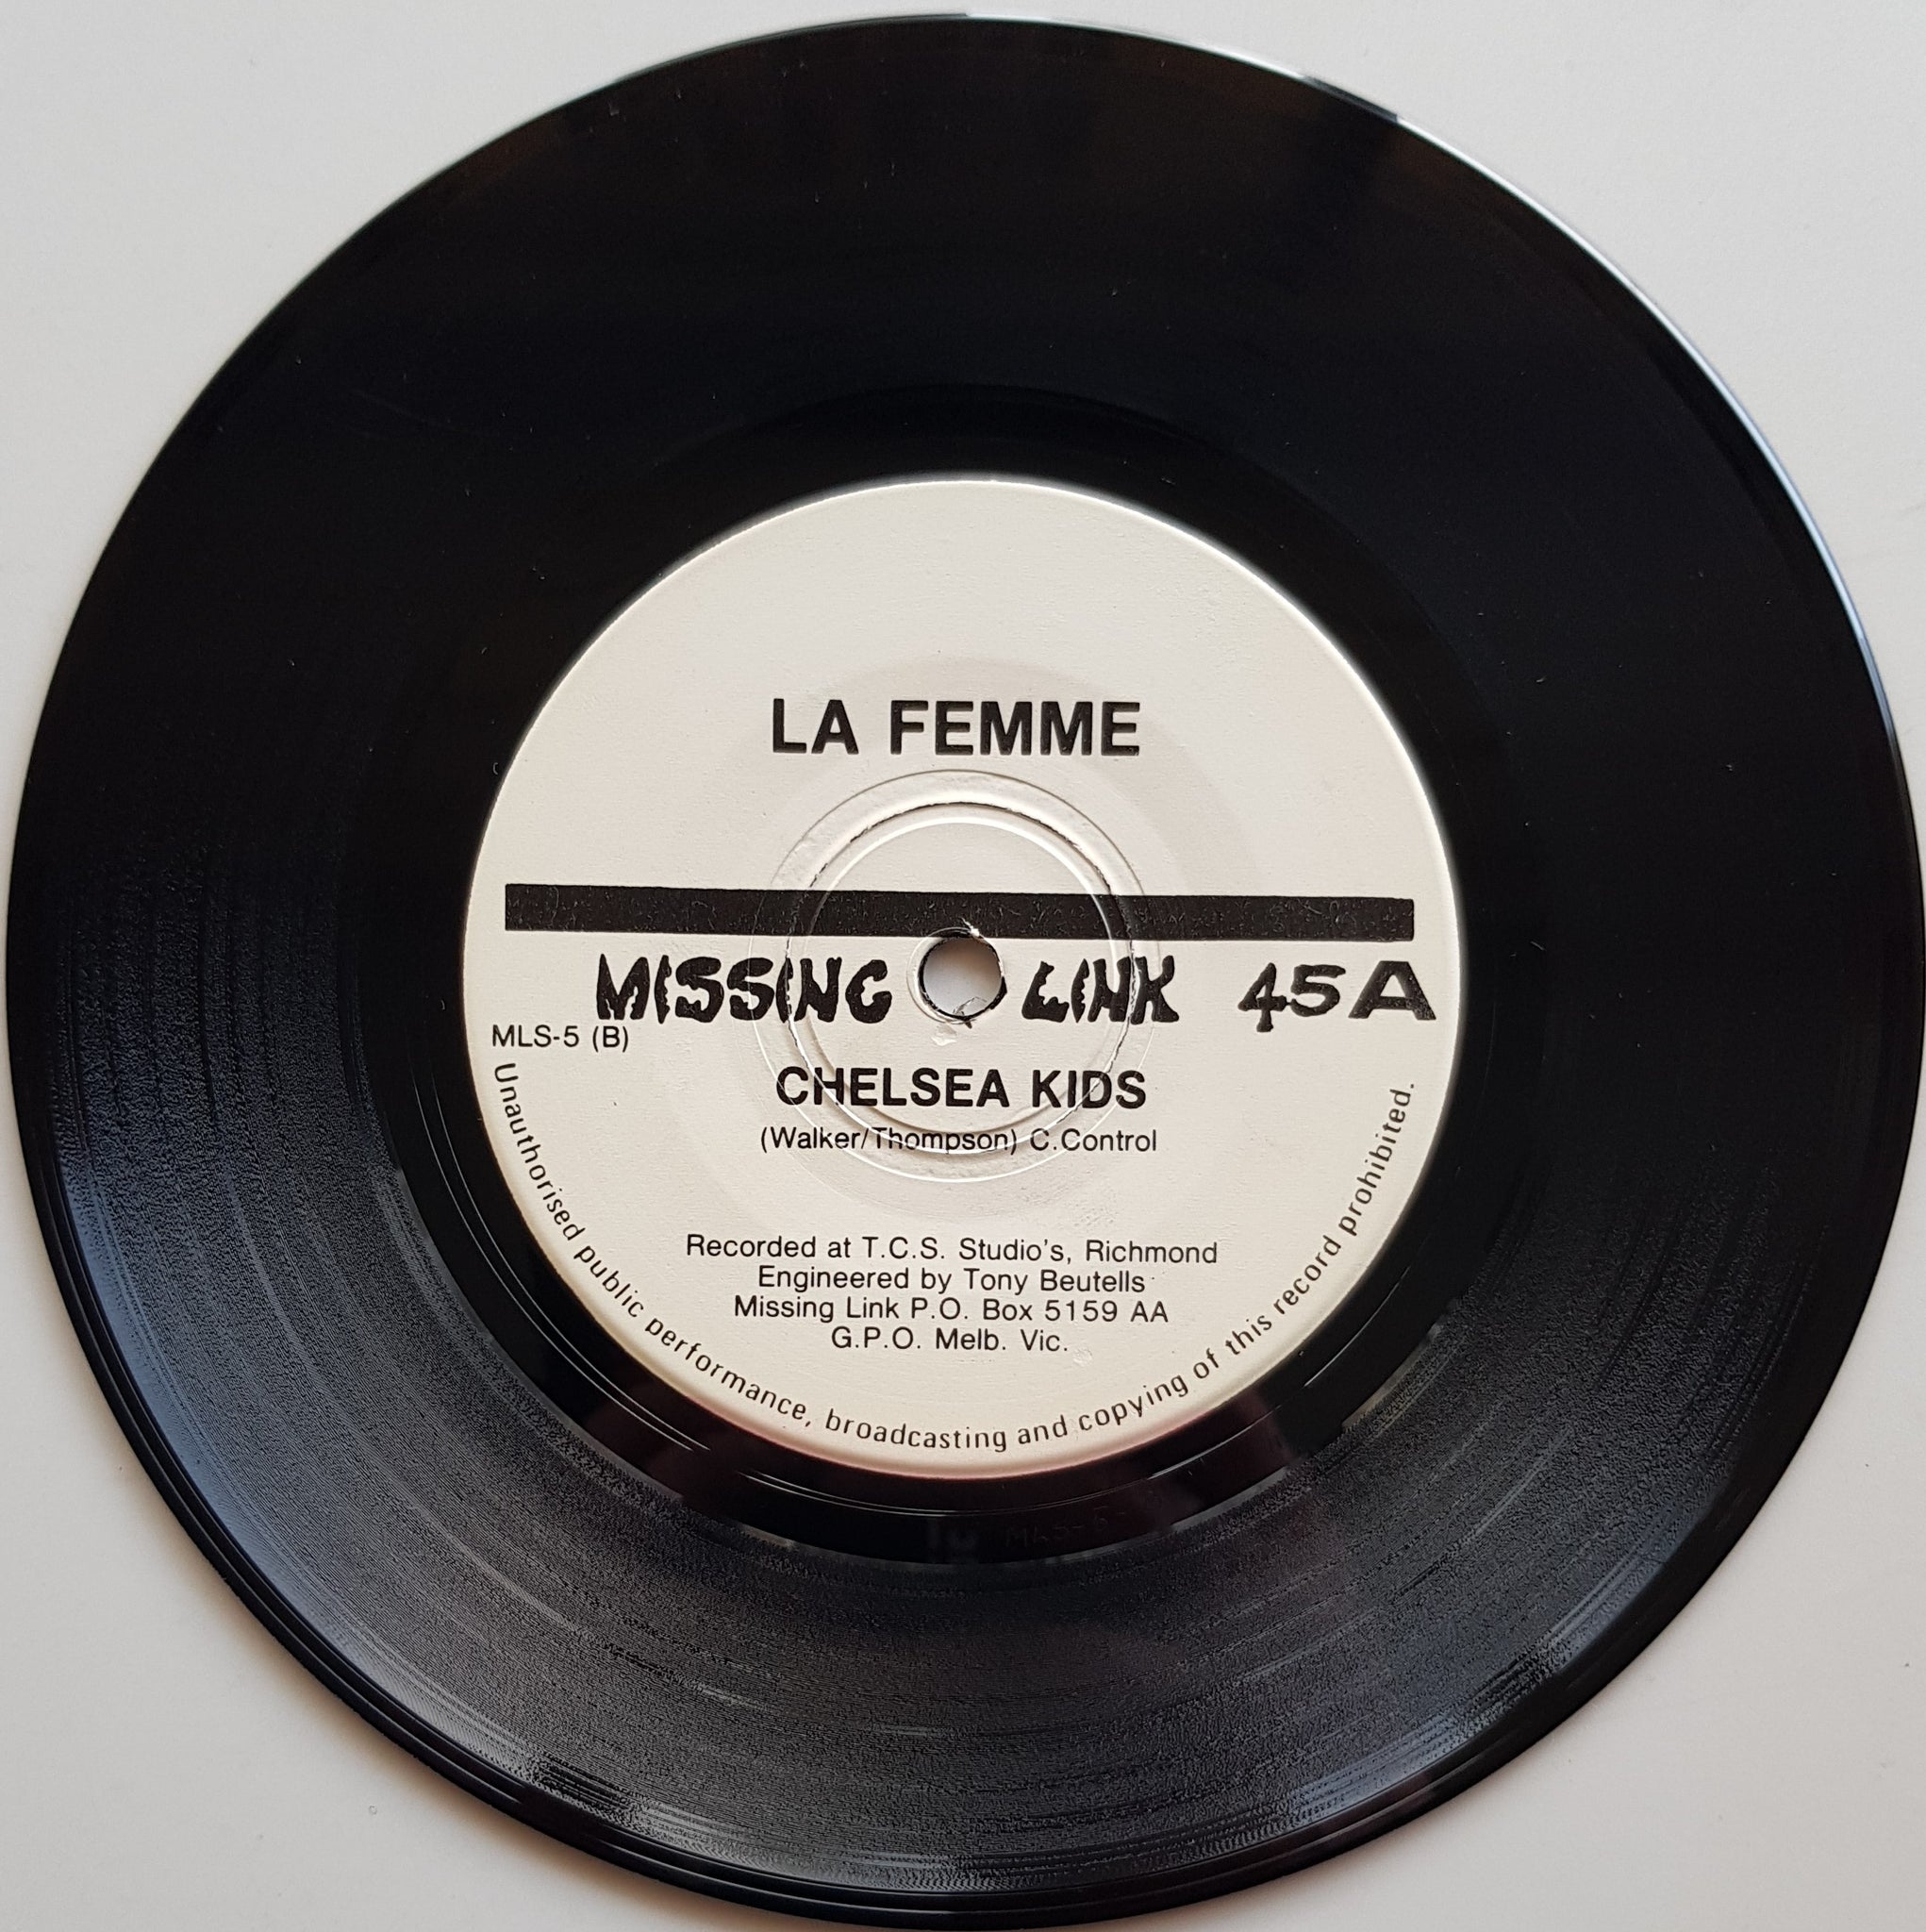 LA FEMME
MISSING LINK 45A
MLS-5 (B)
CHELSEA KIDS
(Walker/Thompson) C.Control
Recorded at T.C.S. Studio's, Richmond
Engineered by Tony Beutells
Missing Link P.O. Box 5159 AA
G.P.O. Melb. Vic.
Unauthorised public performance, broadcasting and copying of this record prohibited.